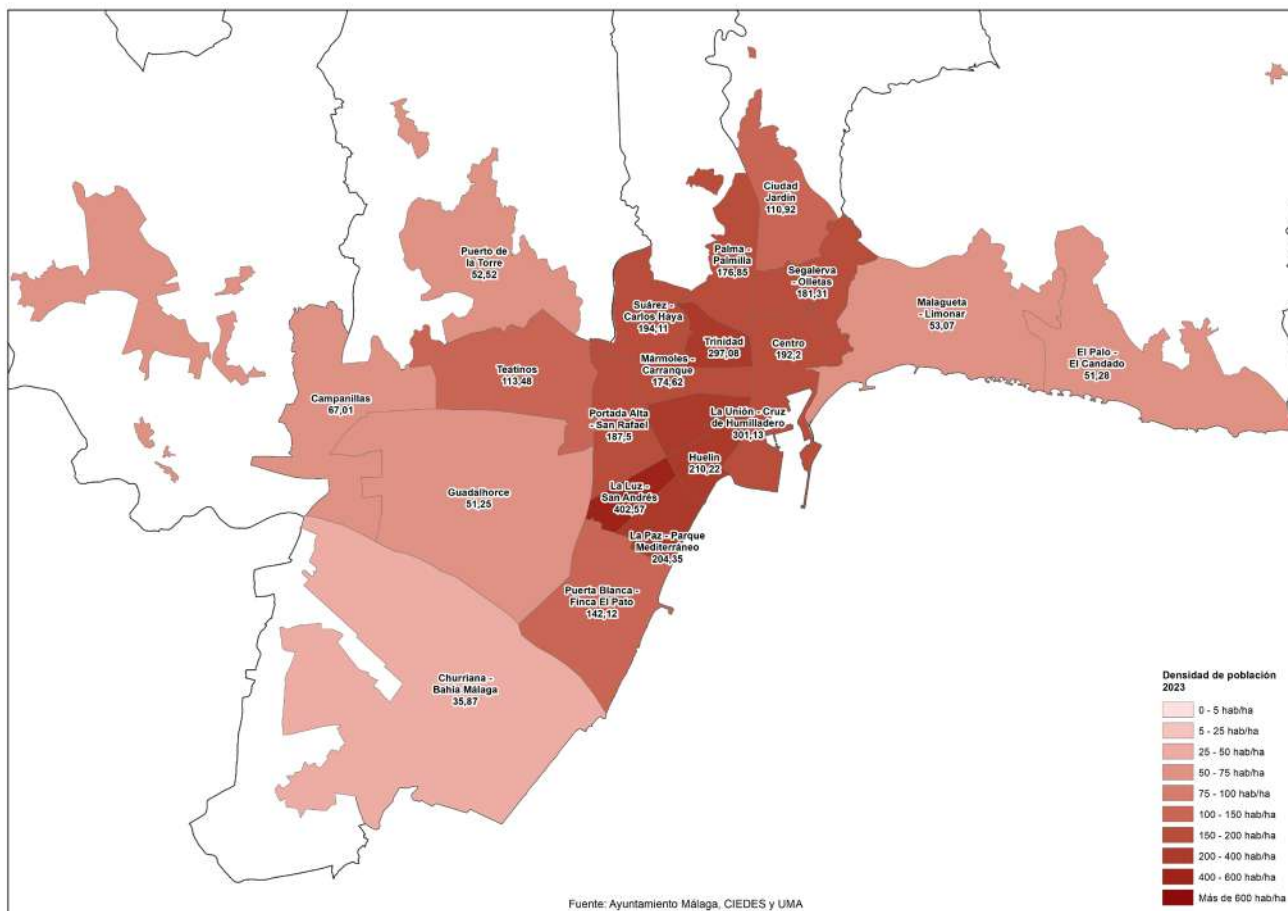 Ciudad
Jardín
110,92
Palma -
Palmilla
176,85
Segalerva
- Olletas
181,31
Puerto de
la Torre
52,52
Suárez -
Carlos Haya
194,11
Malagueta
- Limonar
53,07
Trinidad
297,08
Centro
192,2
El Palo -
El Candado
51,28
Teatinos
113,48
Mármoles -
Carranque
174,62
Campanillas
67,01
Portada Alta
- San Rafael
187,5
La Unión - Cruz
de Humilladero
301,13
Huelin
210,22
La Luz -
San Andrés
402,57
Guadalhorce
51,25
La Paz - Parque
Mediterráneo
204,35
Puerta Blanca -
Finca El Pato
142,12
Churriana -
Bahía Málaga
35,87
Densidad de población
2023
0 - 5 hab/ha
5 - 25 hab/ha
25 - 50 hab/ha
50 - 75 hab/ha
75 - 100 hab/ha
100 - 150 hab/ha
150 - 200 hab/ha
200 - 400 hab/ha
400 - 600 hab/ha
Más de 600 hab/ha
Fuente: Ayuntamiento Málaga, CIEDES y UMA